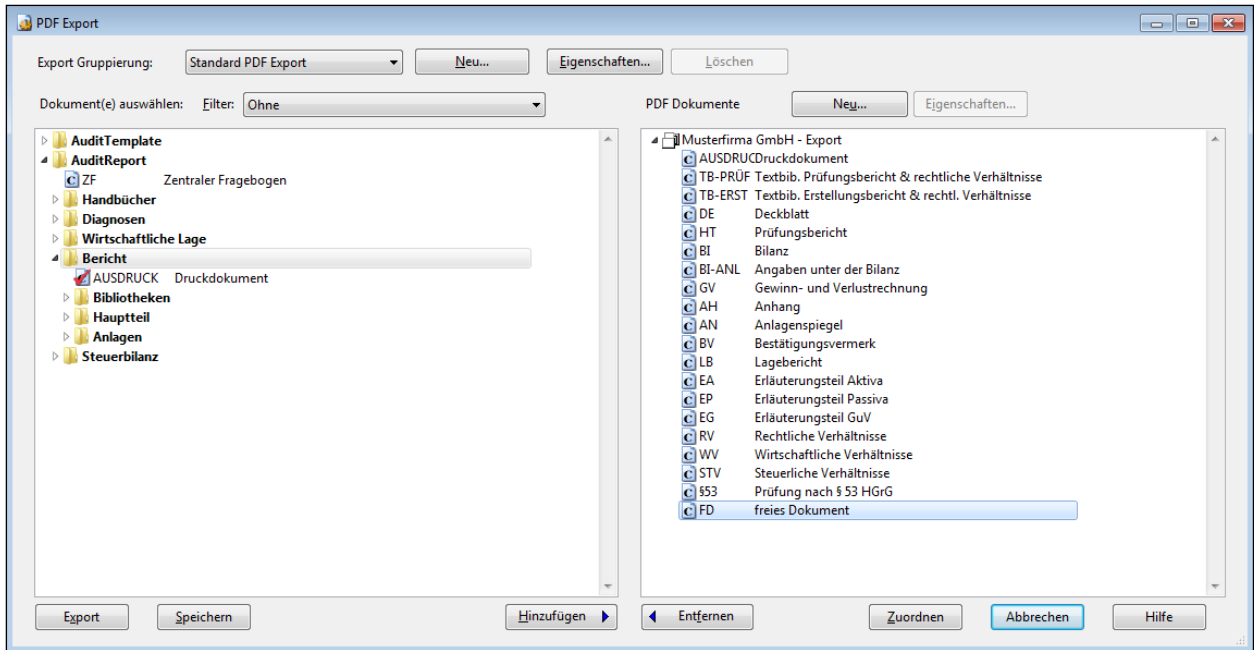 PDF Export
Export Gruppierung: Standard PDF Export Neu... Eigenschaften... Löschen
Dokument(e) auswählen: Filter: Ohne PDF Dokumente Neu... Eigenschaften...
AuditTemplate
AuditReport
ZF Zentraler Fragebogen
Handbücher
Diagnosen
Wirtschaftliche Lage
Bericht
AUSDRUCK Druckdokument
Bibliotheken
Hauptteil
Anlagen
Steuerbilanz
Musterfirma GmbH - Export
AUSDRUCDruckdokument
TB-PRÜF Textbib. Prüfungsbericht & rechtliche Verhältnisse
TB-ERST Textbib. Erstellungsbericht & rechtl. Verhältnisse
DE Deckblatt
HT Prüfungsbericht
BI Bilanz
BI-ANL Angaben unter der Bilanz
GV Gewinn- und Verlustrechnung
AH Anhang
AN Anlagenspiegel
BV Bestätigungsvermerk
LB Lagebericht
EA Erläuterungsteil Aktiva
EP Erläuterungsteil Passiva
EG Erläuterungsteil GuV
RV Rechtliche Verhältnisse
WV Wirtschaftliche Verhältnisse
STV Steuerliche Verhältnisse
§53 Prüfung nach § 53 HGrG
FD freies Dokument
Export Speichern Hinzufügen Entfernen Zuordnen Abbrechen Hilfe